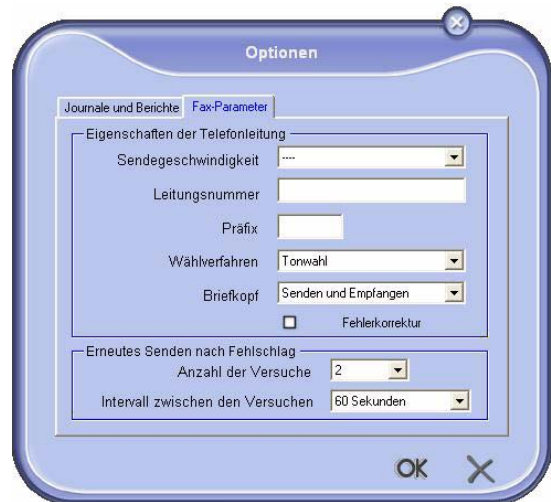 Optionen
Journale und Berichte Fax-Parameter
Eigenschaften der Telefonleitung
Sendegeschwindigkeit ----
Leitungsnummer
Präfix
Wählverfahren Tonwahl
Briefkopf Senden und Empfangen
Fehlerkorrektur
Erneutes Senden nach Fehlschlag
Anzahl der Versuche 2
Intervall zwischen den Versuchen 60 Sekunden
OK